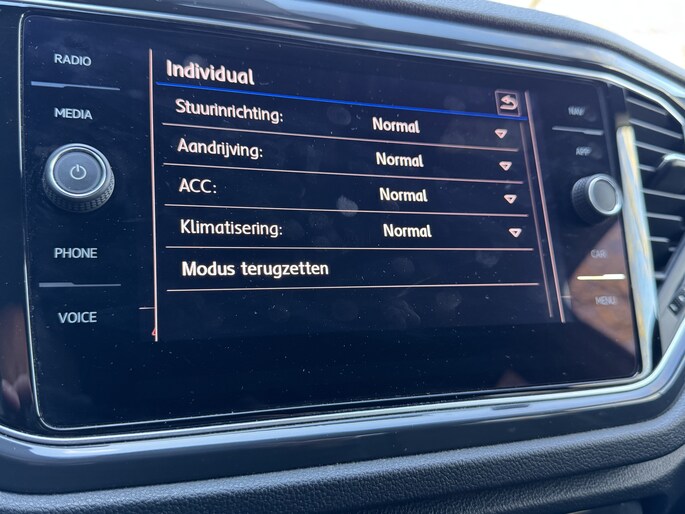 RADIO
MEDIA
PHONE
VOICE
Individual
Stuurinrichting: Normal
Aandrijving: Normal
ACC: Normal
Klimatisering: Normal
Modus terugzetten
NAV
APP
CAR
MENU